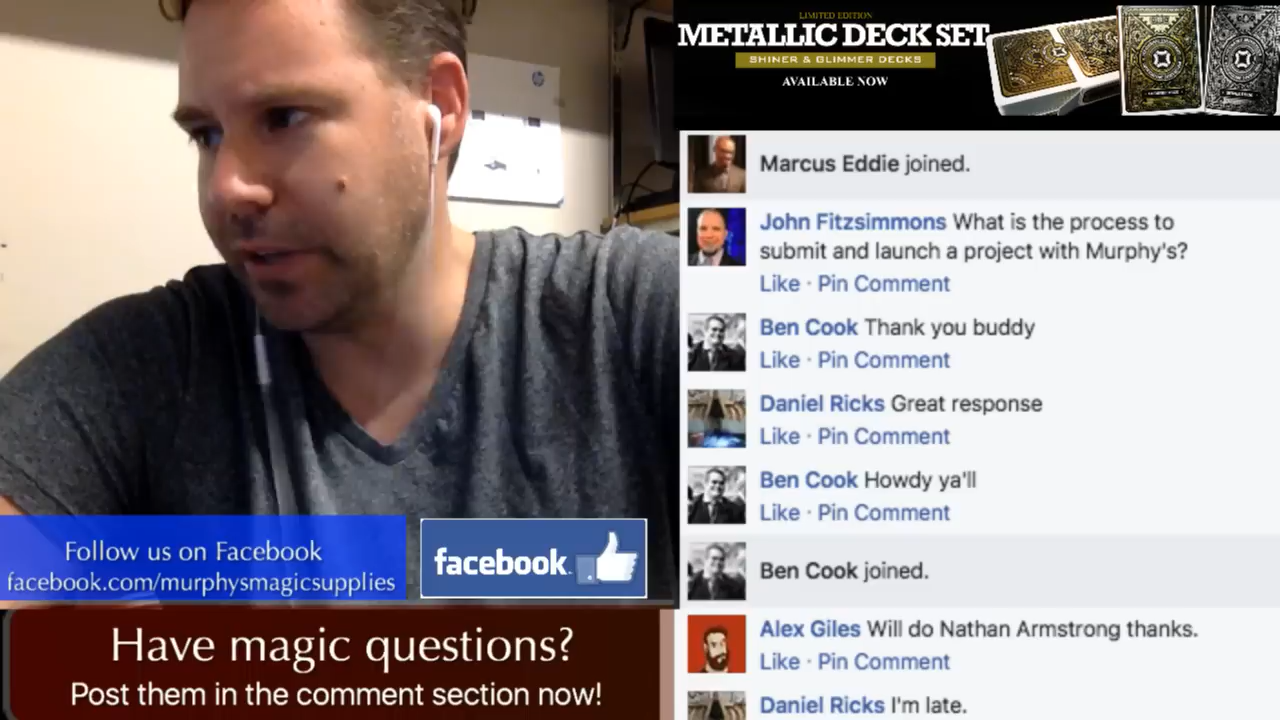 LIMITED EDITION
METALLIC DECK SET
SHINER & GLIMMER DECKS
AVAILABLE NOW
Marcus Eddie joined.
John Fitzsimmons What is the process to
submit and launch a project with Murphy's?
Like · Pin Comment
Ben Cook Thank you buddy
Like · Pin Comment
Daniel Ricks Great response
Like · Pin Comment
Ben Cook Howdy ya'll
Like · Pin Comment
Ben Cook joined.
Alex Giles Will do Nathan Armstrong thanks.
Like · Pin Comment
Daniel Ricks I'm late.
Follow us on Facebook
facebook.com/murphysmagicsupplies
facebook
Have magic questions?
Post them in the comment section now!
hp